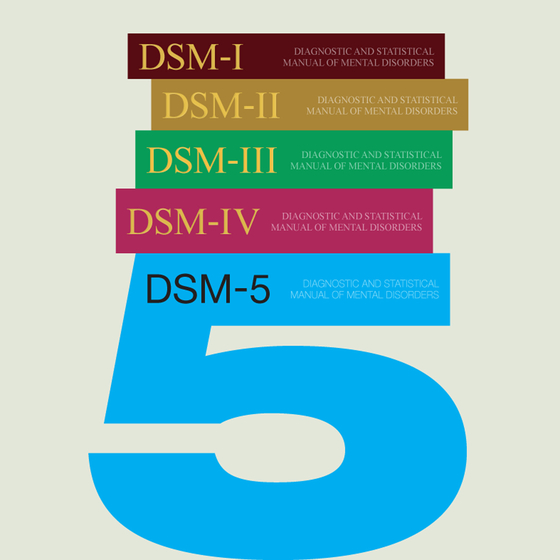 DSM-I
DIAGNOSTIC AND STATISTICAL
MANUAL OF MENTAL DISORDERS
DSM-II
DIAGNOSTIC AND STATISTICAL
MANUAL OF MENTAL DISORDERS
DSM-III
DIAGNOSTIC AND STATISTICAL
MANUAL OF MENTAL DISORDERS
DSM-IV
DIAGNOSTIC AND STATISTICAL
MANUAL OF MENTAL DISORDERS
DSM-5
DIAGNOSTIC AND STATISTICAL
MANUAL OF MENTAL DISORDERS
5